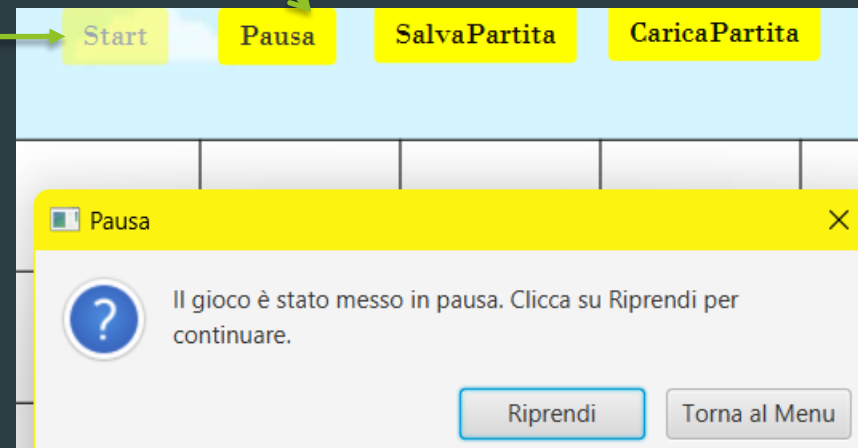 Start Pausa SalvaPartita CaricaPartita
Pausa
Il gioco è stato messo in pausa. Clicca su Riprendi per
continuare.
Riprendi Torna al Menu